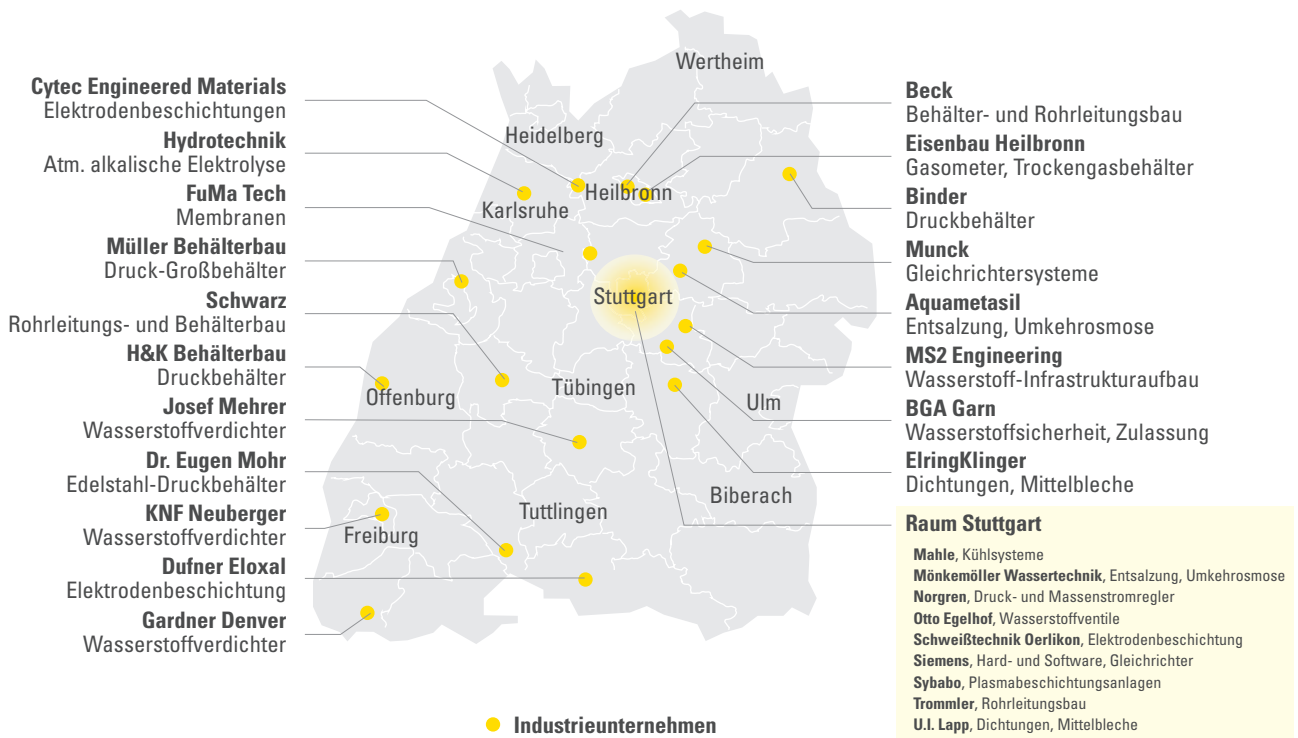 Cytec Engineered Materials
Elektrodenbeschichtungen
Hydrotechnik
Atm. alkalische Elektrolyse
FuMa Tech
Membranen
Müller Behälterbau
Druck-Großbehälter
Schwarz
Rohrleitungs- und Behälterbau
H&K Behälterbau
Druckbehälter
Josef Mehrer
Wasserstoffverdichter
Dr. Eugen Mohr
Edelstahl-Druckbehälter
KNF Neuberger
Wasserstoffverdichter
Dufner Eloxal
Elektrodenbeschichtung
Gardner Denver
Wasserstoffverdichter
Wertheim
Heidelberg
Heilbronn
Karlsruhe
Stuttgart
Tübingen
Offenburg
Ulm
Biberach
Tuttlingen
Freiburg
Beck
Behälter- und Rohrleitungsbau
Eisenbau Heilbronn
Gasometer, Trockengasbehälter
Binder
Druckbehälter
Munck
Gleichrichtersysteme
Aquametasil
Entsalzung, Umkehrosmose
MS2 Engineering
Wasserstoff-Infrastrukturaufbau
BGA Garn
Wasserstoffsicherheit, Zulassung
ElringKlinger
Dichtungen, Mittelbleche
Raum Stuttgart
Mahle, Kühlsysteme
Mönkemöller Wassertechnik, Entsalzung, Umkehrosmose
Norgren, Druck- und Massenstromregler
Otto Egelhof, Wasserstoffventile
Schweißtechnik Oerlikon, Elektrodenbeschichtung
Siemens, Hard- und Software, Gleichrichter
Sybabo, Plasmabeschichtungsanlagen
Trommler, Rohrleitungsbau
U.I. Lapp, Dichtungen, Mittelbleche
Industrieunternehmen